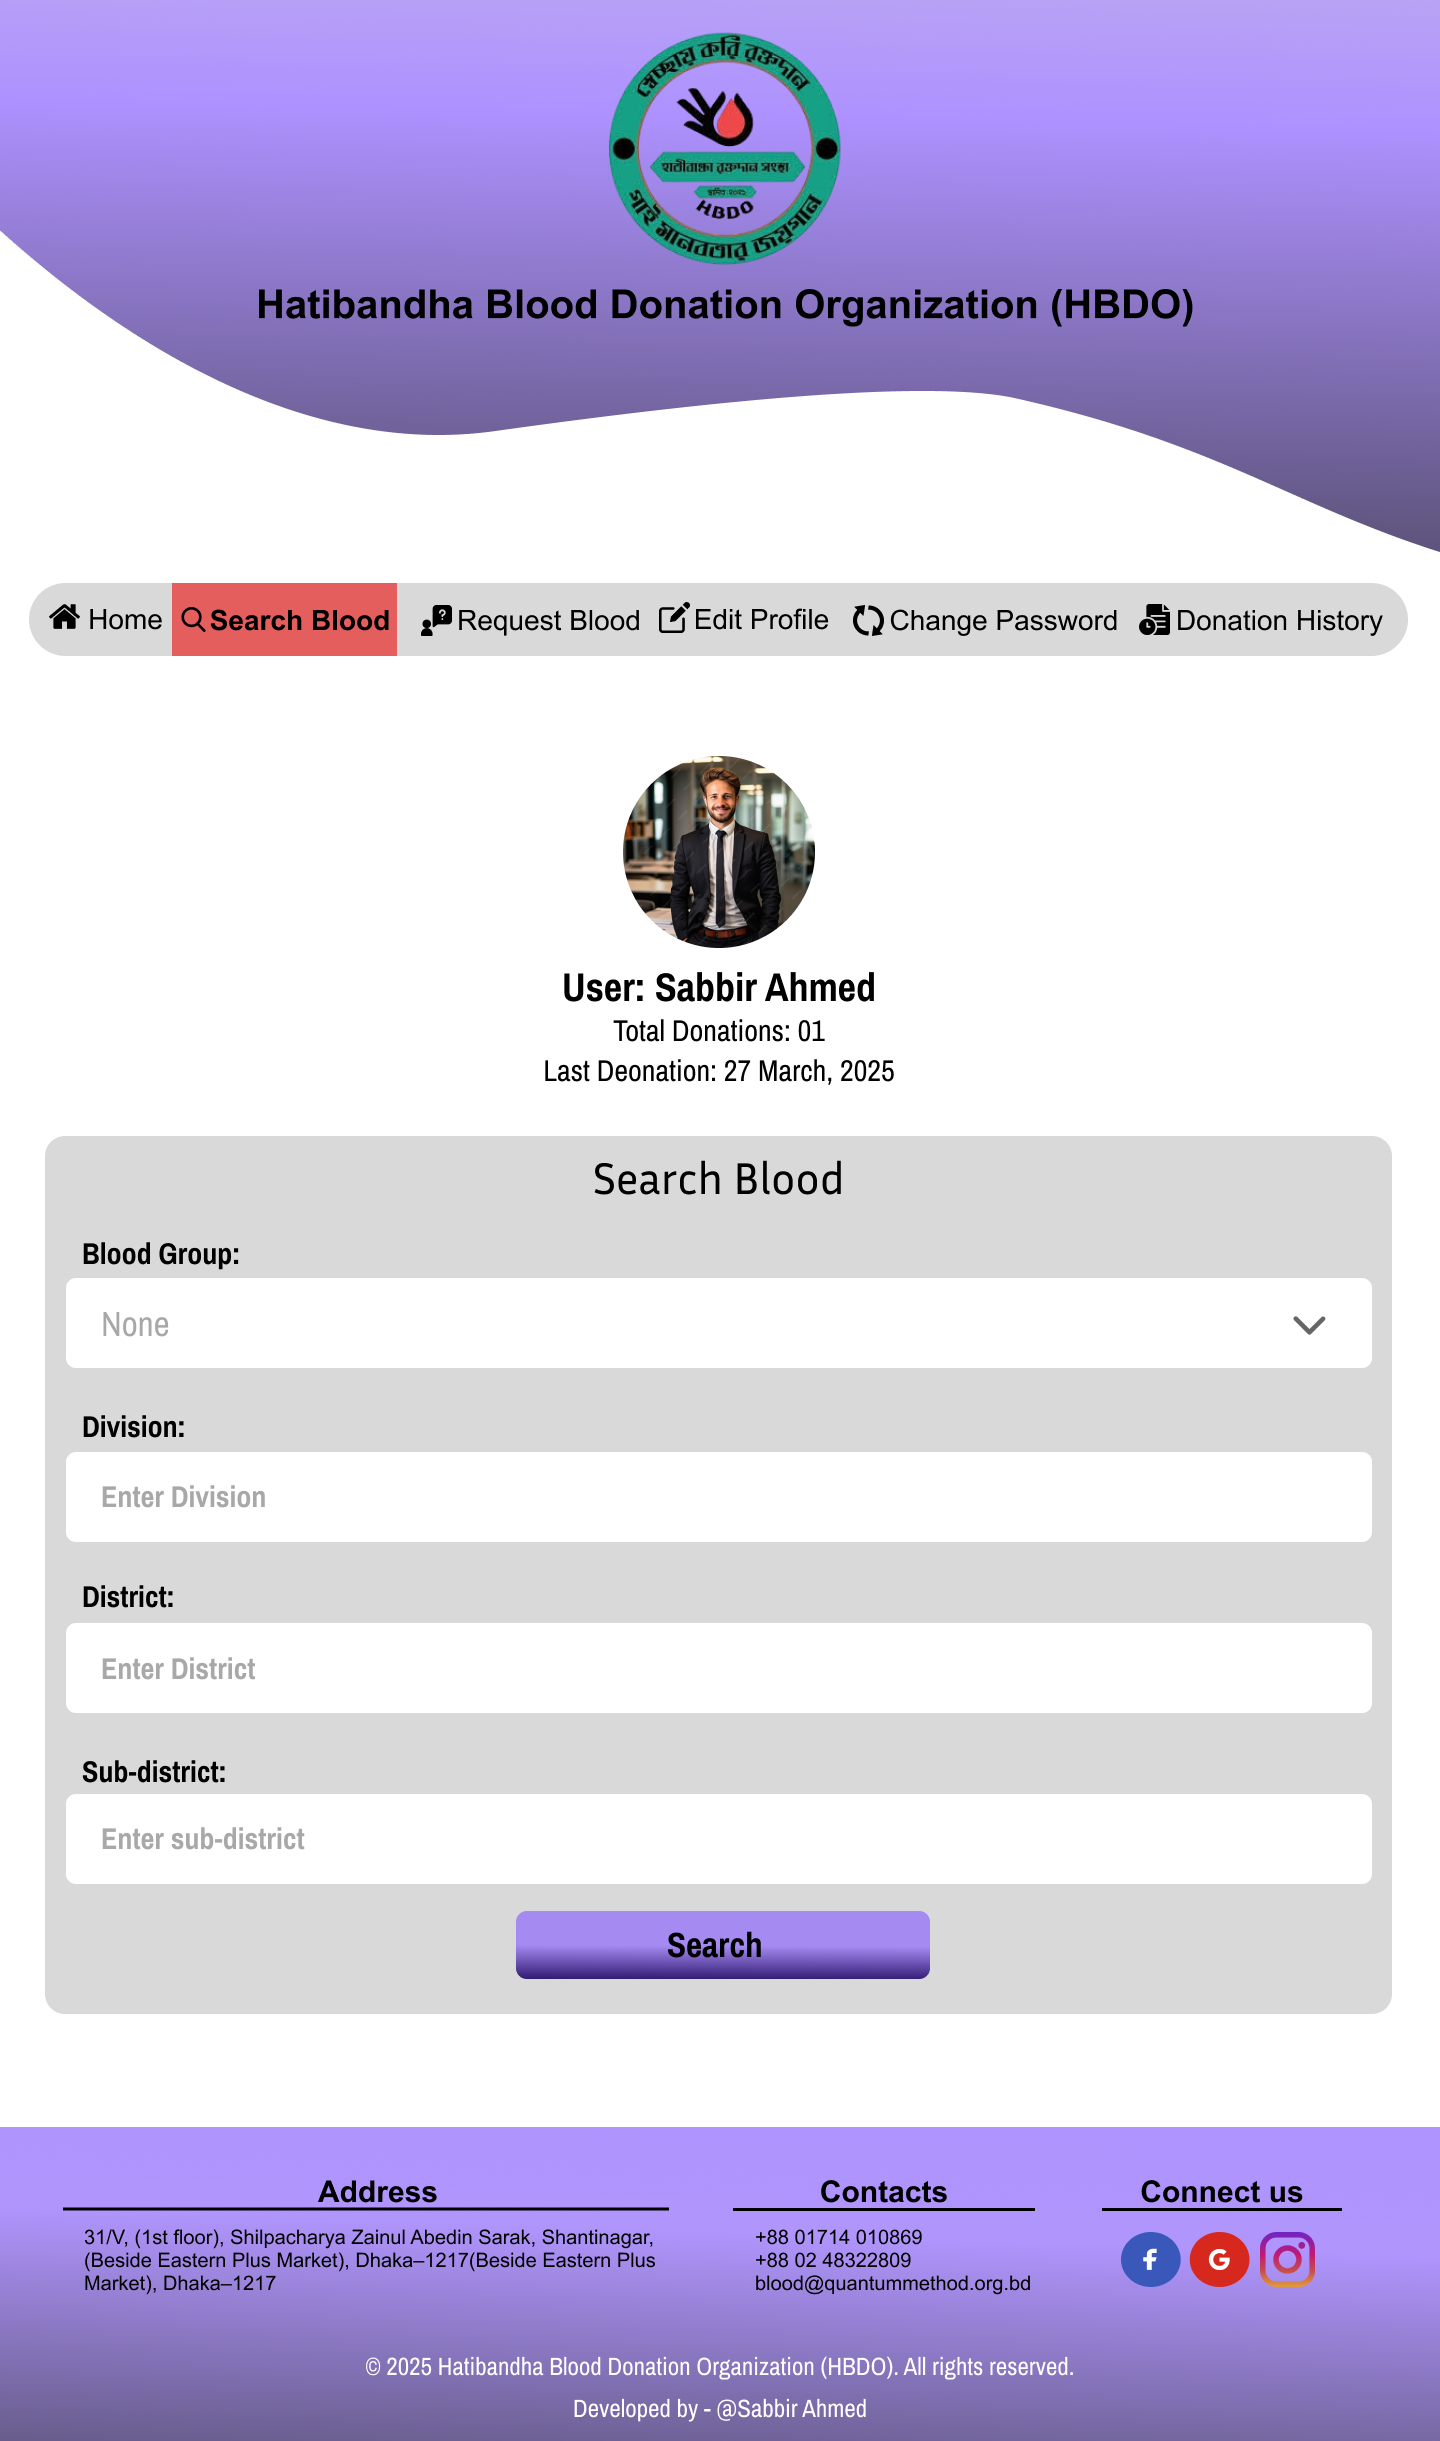 স্বেচ্ছায় করি রক্তদান
হাতীবান্ধা রক্তদান সংস্থা
স্থাপিত :২০২১
HBDO
গাই মানবতার জয়গান
Hatibandha Blood Donation Organization (HBDO)
Home Search Blood Request Blood Edit Profile Change Password Donation History
User: Sabbir Ahmed
Total Donations: 01
Last Deonation: 27 March, 2025
Search Blood
Blood Group:
None
Division:
Enter Division
District:
Enter District
Sub-district:
Enter sub-district
Search
Address
31/V, (1st floor), Shilpacharya Zainul Abedin Sarak, Shantinagar,
(Beside Eastern Plus Market), Dhaka–1217(Beside Eastern Plus
Market), Dhaka–1217
Contacts
+88 01714 010869
+88 02 48322809
blood@quantummethod.org.bd
Connect us
© 2025 Hatibandha Blood Donation Organization (HBDO). All rights reserved.
Developed by - @Sabbir Ahmed